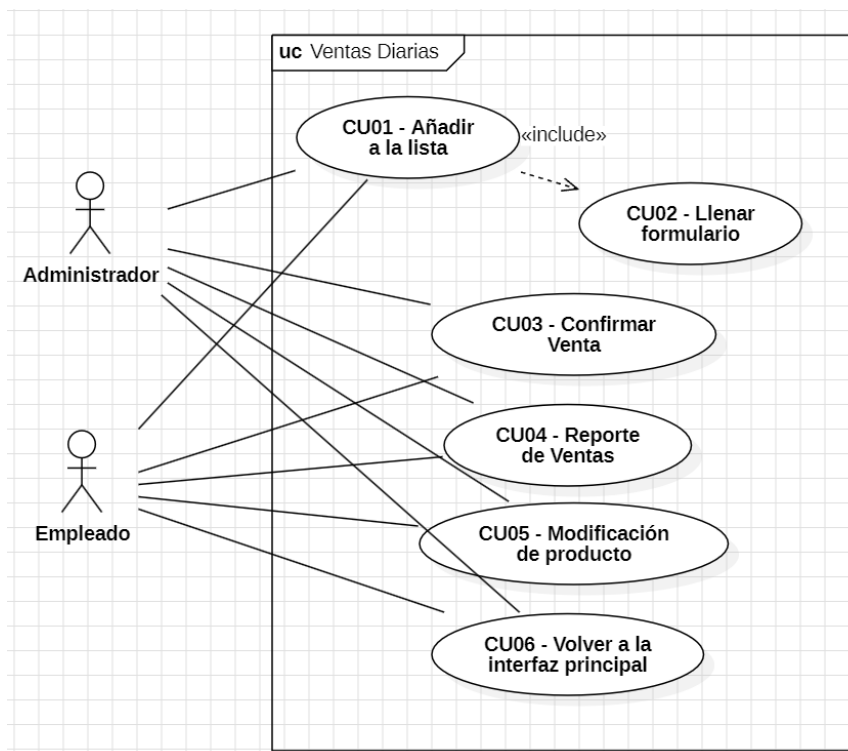 uc Ventas Diarias
CU01 - Añadir
a la lista
«include»
CU02 - Llenar
formulario
Administrador
CU03 - Confirmar
Venta
CU04 - Reporte
de Ventas
Empleado
CU05 - Modificación
de producto
CU06 - Volver a la
interfaz principal